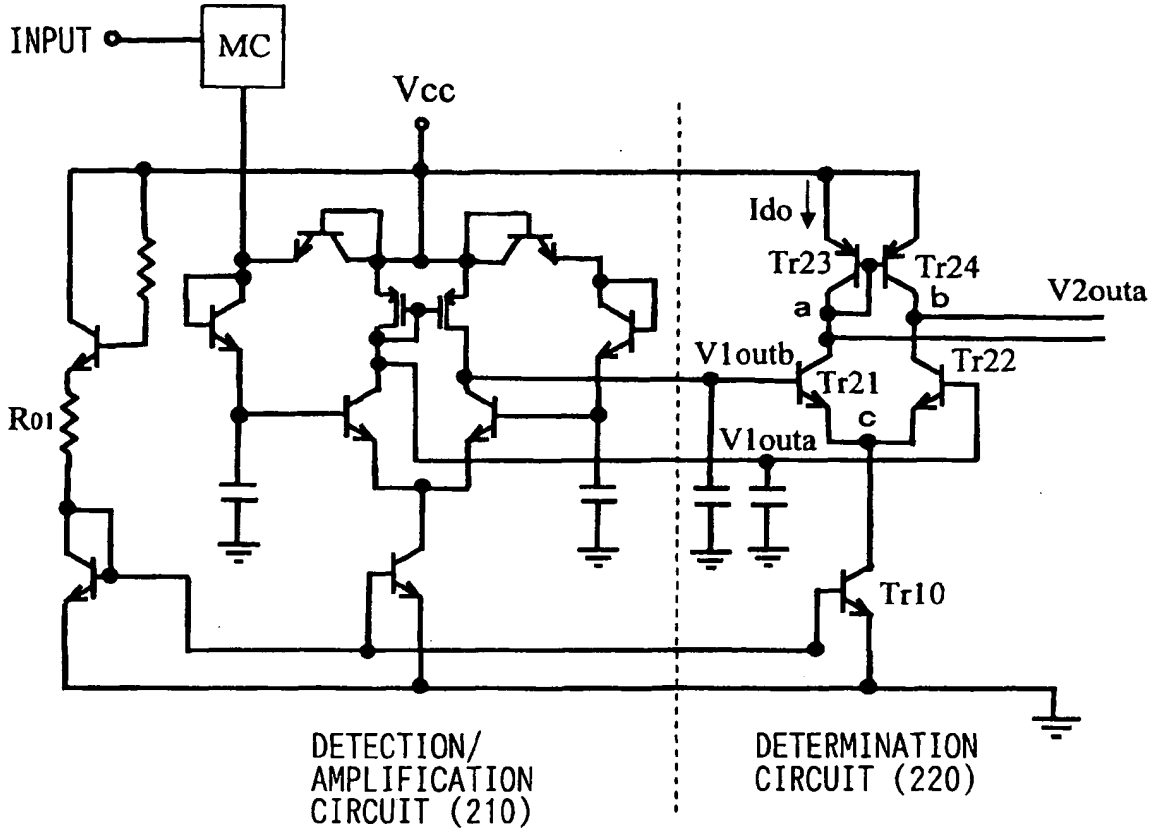 INPUT
MC
Vcc
Ido
Tr23
Tr24
a
b
V2outa
V1outb
Tr21
Tr22
R01
c
V1outa
Tr10
DETECTION/
AMPLIFICATION
CIRCUIT (210)
DETERMINATION
CIRCUIT (220)